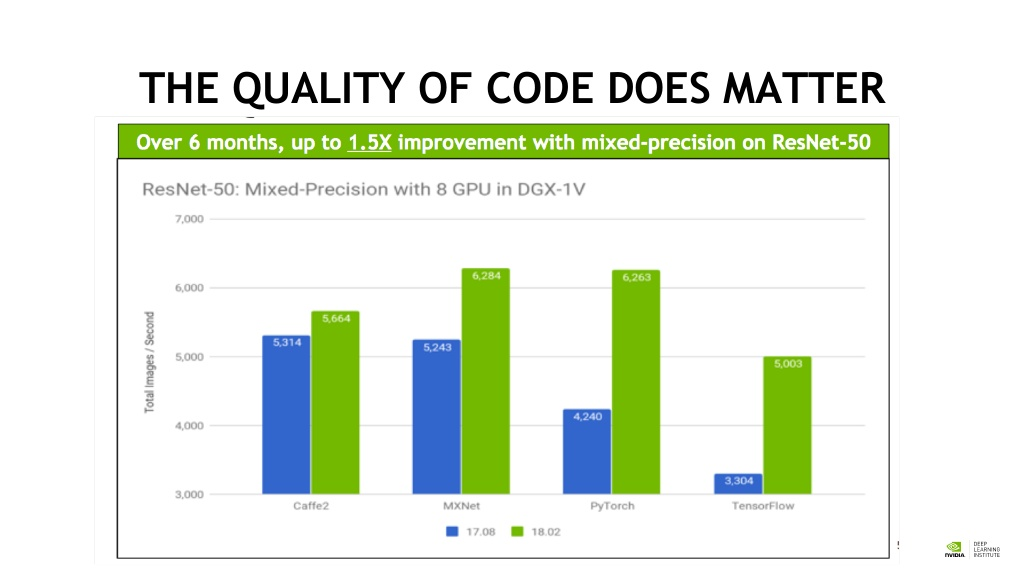 THE QUALITY OF CODE DOES MATTER
Over 6 months, up to 1.5X improvement with mixed-precision on ResNet-50
ResNet-50: Mixed-Precision with 8 GPU in DGX-1V
Total Images / Second
7,000
6,000
5,000
4,000
3,000
5,314
5,664
5,243
6,284
4,240
6,263
3,304
5,003
Caffe2
MXNet
PyTorch
TensorFlow
17.08
18.02
NVIDIA
DEEP
LEARNING
INSTITUTE